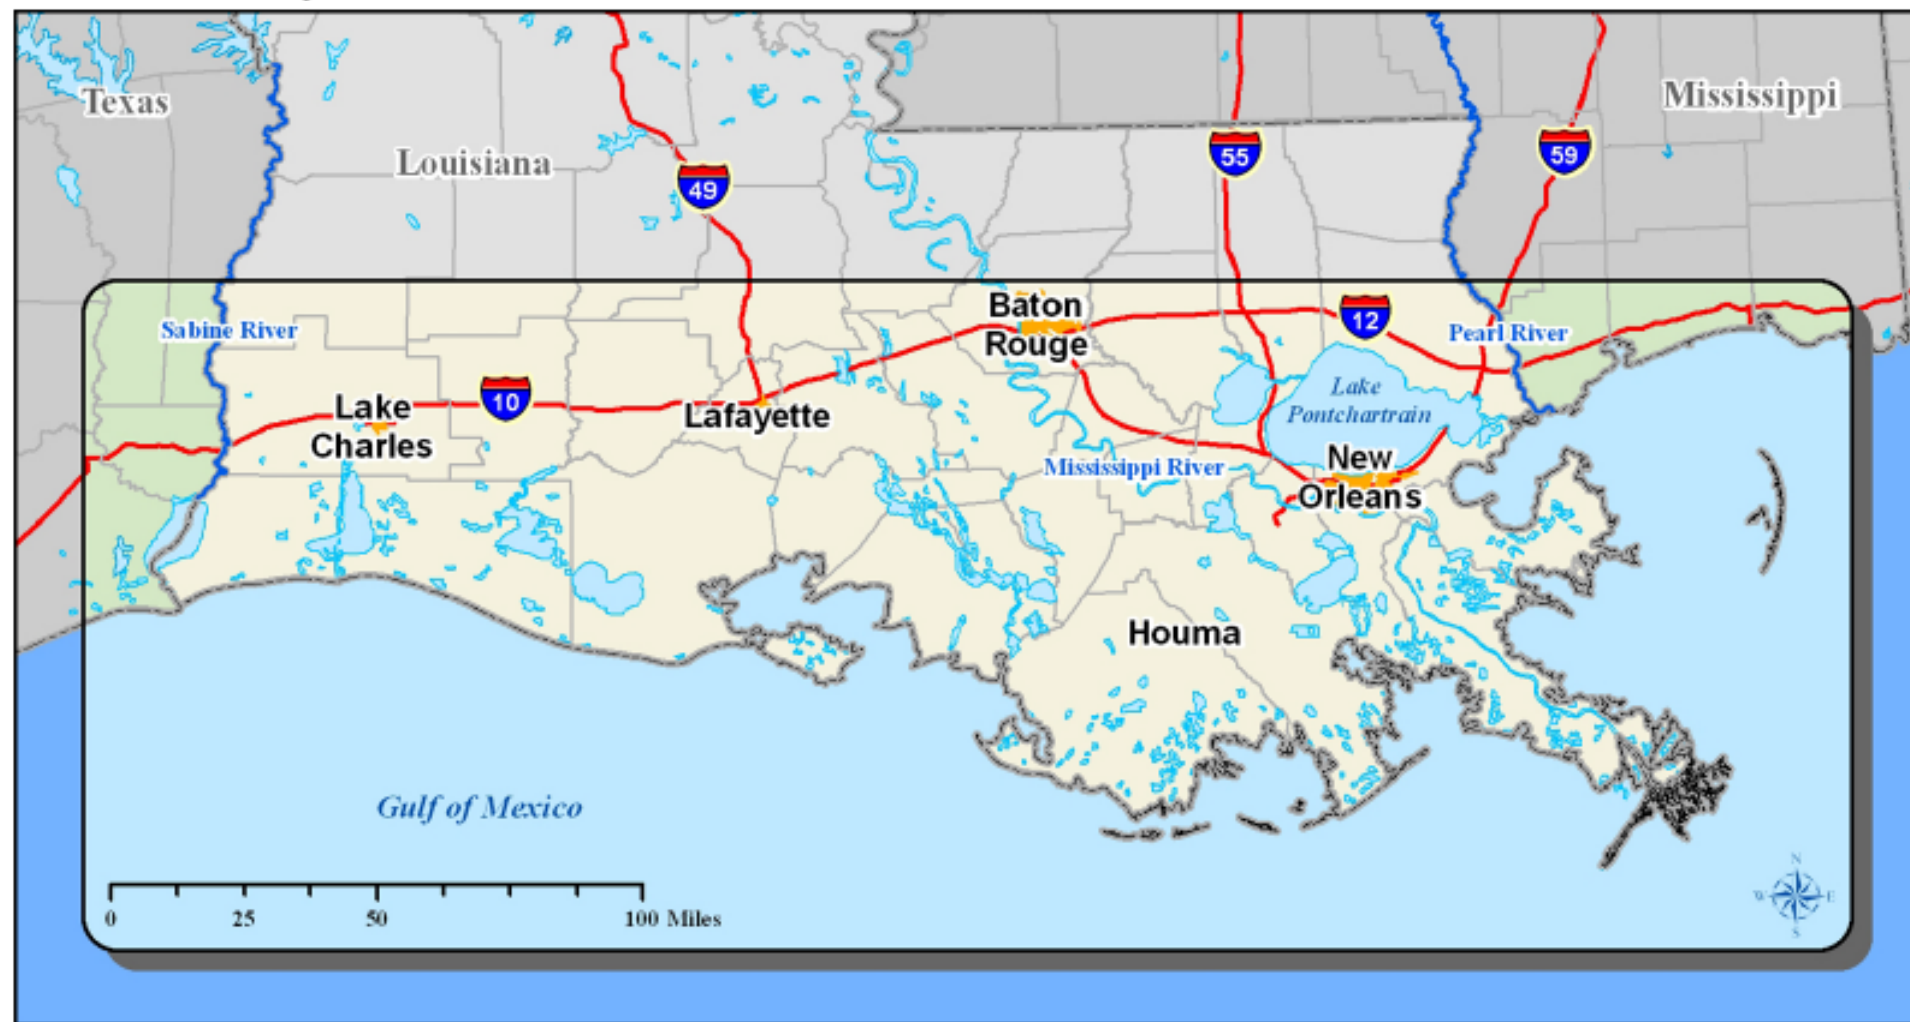 Texas
Mississippi
Louisiana
49
55
59
Sabine River
Baton
Rouge
12
Pearl River
Lake
Pontchartrain
10
Lake
Charles
Lafayette
Mississippi River
New
Orleans
Houma
Gulf of Mexico
0 25 50 100 Miles
N
W E
S